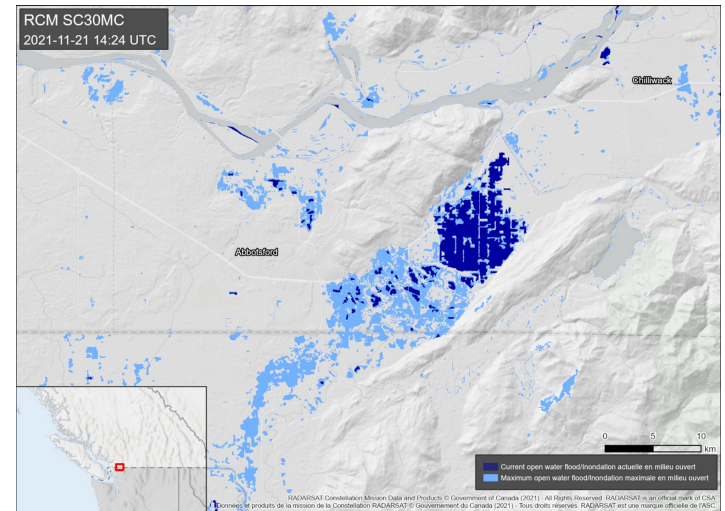 RCM SC30MC
2021-11-21 14:24 UTC
Chilliwack
Abbotsford
0 5 10
km
Current open water flood/Inondation actuelle en milieu ouvert
Maximum open water flood/Inondation maximale en milieu ouvert
RADARSAT Constellation Mission Data and Products © Government of Canada (2021) - All Rights Reserved. RADARSAT is an official mark of CSA
Données et produits de la mission de la Constellation RADARSAT © Gouvernement du Canada (2021) - Tous droits réservés. RADARSAT est une marque officielle de l'ASC